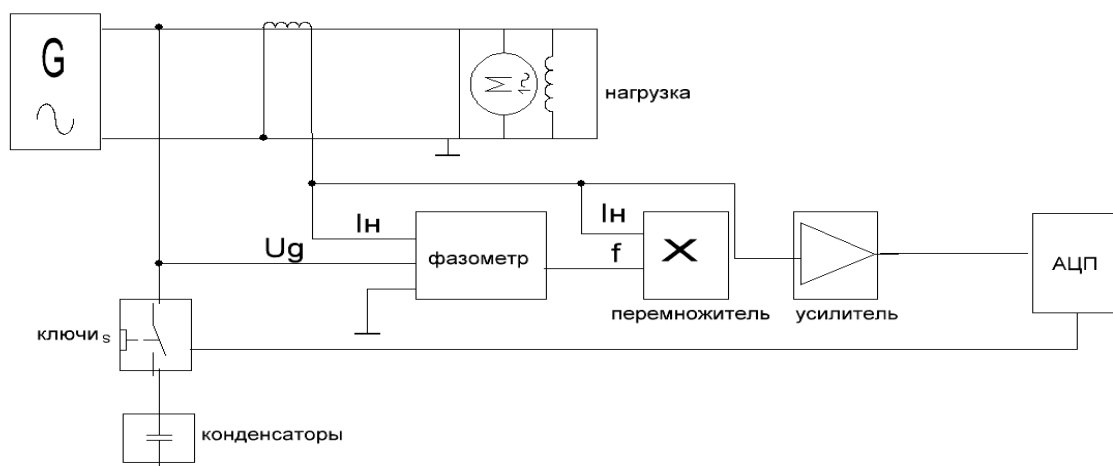 G
M
нагрузка
Iн
Iн
Ug
фазометр
f
X
АЦП
перемножитель
усилитель
ключи
s
конденсаторы